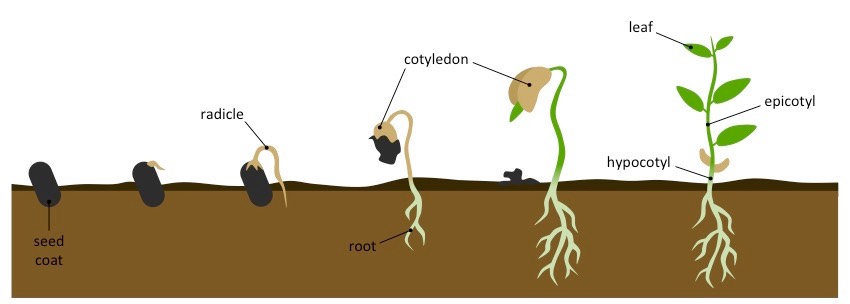 leaf
cotyledon
epicotyl
radicle
hypocotyl
seed
coat
root